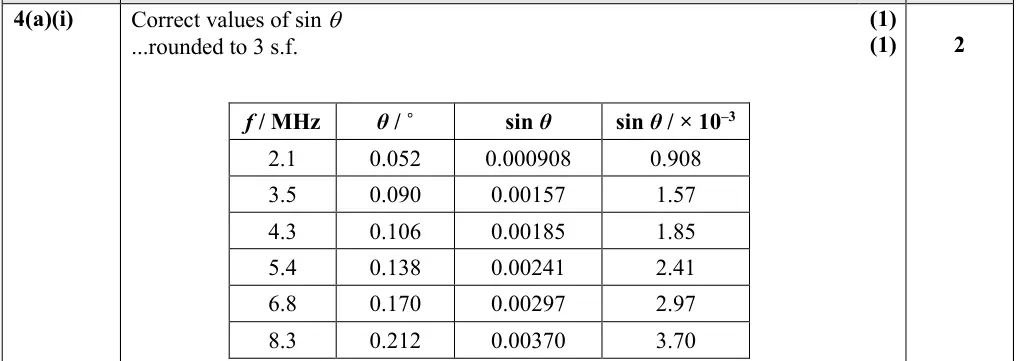 4(a)(i) Correct values of sin θ (1)
...rounded to 3 s.f. (1) 2
f / MHz θ / ° sin θ sin θ / × 10⁻³
2.1 0.052 0.000908 0.908
3.5 0.090 0.00157 1.57
4.3 0.106 0.00185 1.85
5.4 0.138 0.00241 2.41
6.8 0.170 0.00297 2.97
8.3 0.212 0.00370 3.70